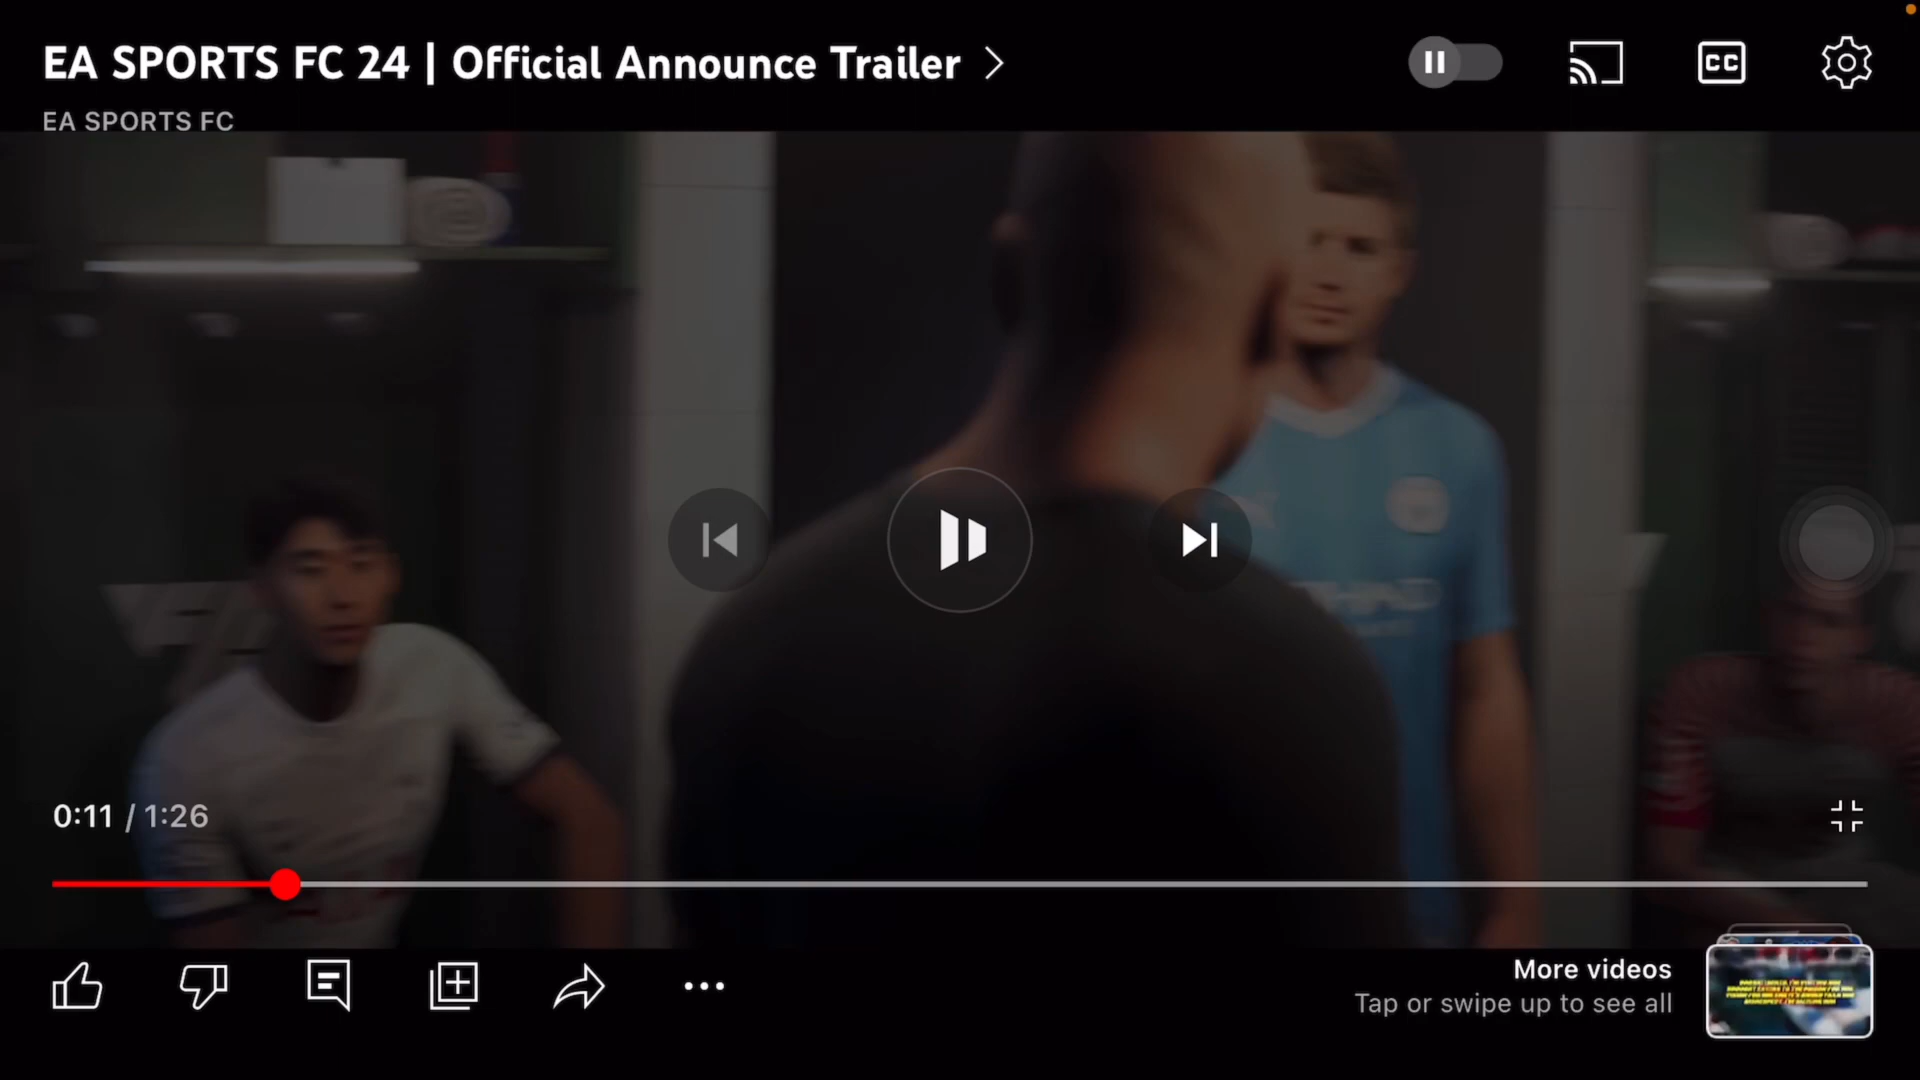 EA SPORTS FC 24 | Official Announce Trailer
CC
EA SPORTS FC
0:11 / 1:26
More videos
Tap or swipe up to see all